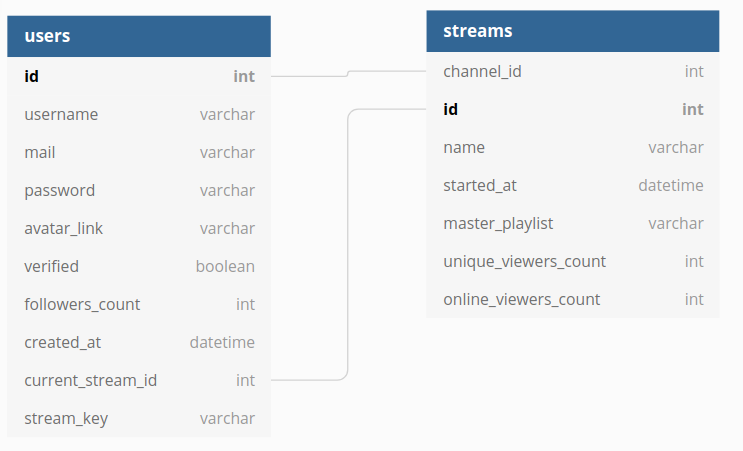 users
id int
username varchar
mail varchar
password varchar
avatar_link varchar
verified boolean
followers_count int
created_at datetime
current_stream_id int
stream_key varchar
streams
channel_id int
id int
name varchar
started_at datetime
master_playlist varchar
unique_viewers_count int
online_viewers_count int